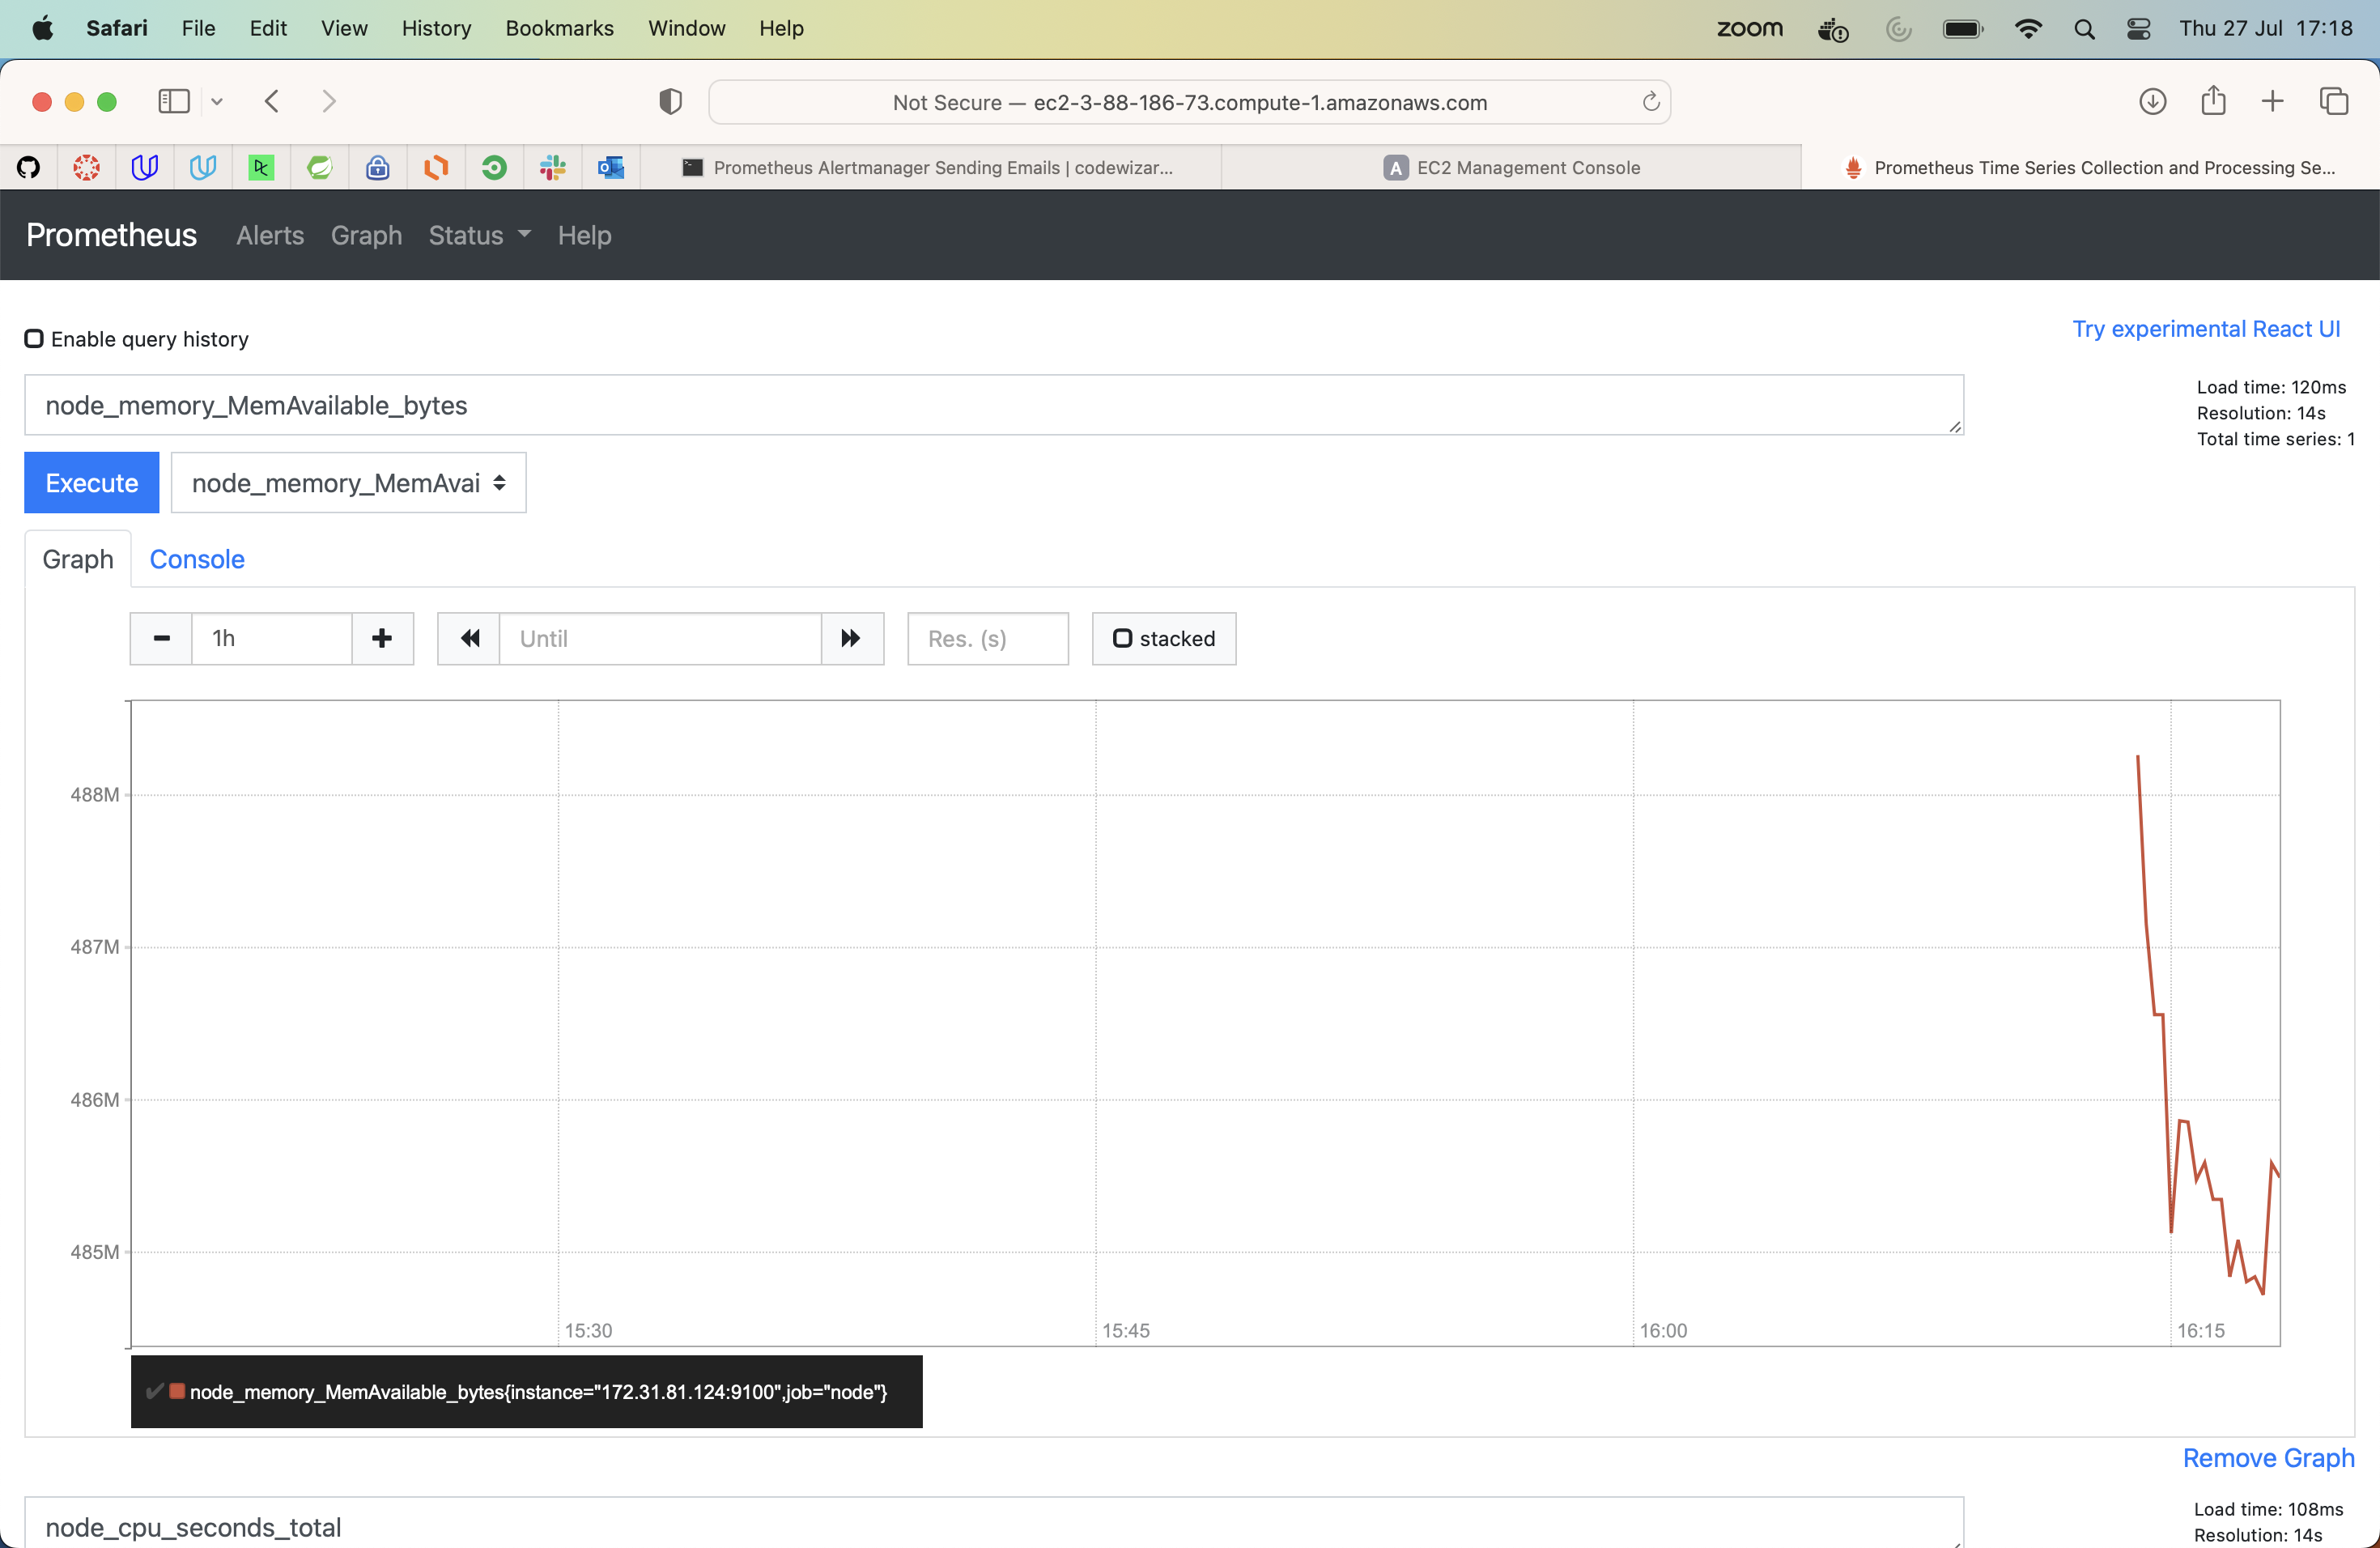 Safari File Edit View History Bookmarks Window Help zoom Thu 27 Jul 17:18
Not Secure — ec2-3-88-186-73.compute-1.amazonaws.com
Prometheus Alertmanager Sending Emails | codewizar... A EC2 Management Console Prometheus Time Series Collection and Processing Se...
Prometheus Alerts Graph Status Help
Enable query history
Try experimental React UI
node_memory_MemAvailable_bytes
Load time: 120ms
Resolution: 14s
Total time series: 1
Execute node_memory_MemAvai
Graph Console
1h Until Res. (s) stacked
488M
487M
486M
485M
15:30 15:45 16:00 16:15
node_memory_MemAvailable_bytes{instance="172.31.81.124:9100",job="node"}
Remove Graph
node_cpu_seconds_total
Load time: 108ms
Resolution: 14s